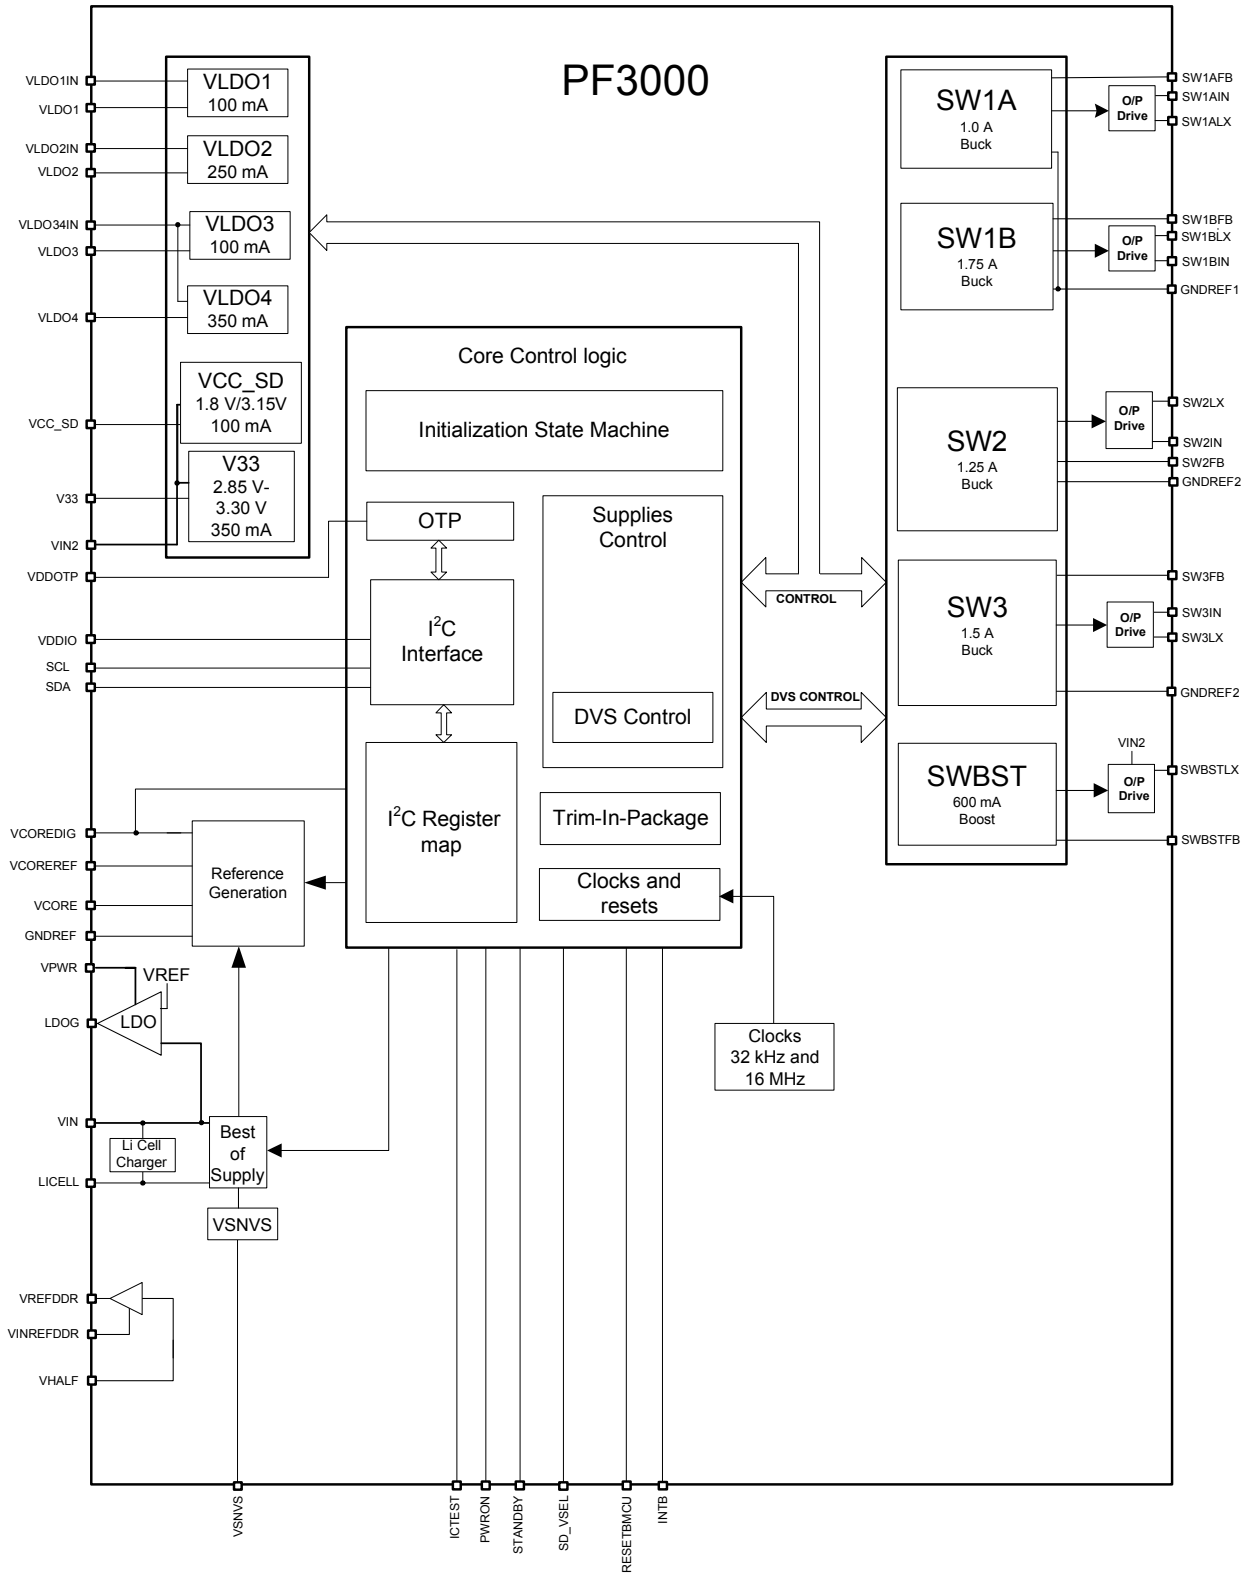 PF3000
VLDO1IN
VLDO1
VLDO2IN
VLDO2
VLDO34IN
VLDO3
VLDO4
VCC_SD
V33
VIN2
VDDOTP
VDDIO
SCL
SDA
VCOREDIG
VCOREREF
VCORE
GNDREF
VPWR
LDOG
VIN
LICELL
VREFDDR
VINREFDDR
VHALF
VLDO1
100 mA
VLDO2
250 mA
VLDO3
100 mA
VLDO4
350 mA
VCC_SD
1.8 V/3.15V
100 mA
V33
2.85 V-
3.30 V
350 mA
Core Control logic
Initialization State Machine
OTP
I²C
Interface
I²C Register
map
Supplies
Control
DVS Control
Trim-In-Package
Clocks and
resets
Reference
Generation
VREF
LDO
Li Cell
Charger
Best
of
Supply
VSNVS
Clocks
32 kHz and
16 MHz
CONTROL
DVS CONTROL
SW1A
1.0 A
Buck
O/P
Drive
SW1B
1.75 A
Buck
O/P
Drive
SW2
1.25 A
Buck
O/P
Drive
SW3
1.5 A
Buck
O/P
Drive
SWBST
600 mA
Boost
VIN2
O/P
Drive
SW1AFB
SW1AIN
SW1ALX
SW1BFB
SW1BLX
SW1BIN
GNDREF1
SW2LX
SW2IN
SW2FB
GNDREF2
SW3FB
SW3IN
SW3LX
GNDREF2
SWBSTLX
SWBSTFB
VSNVS
ICTEST
PWRON
STANDBY
SD_VSEL
RESETBMCU
INTB